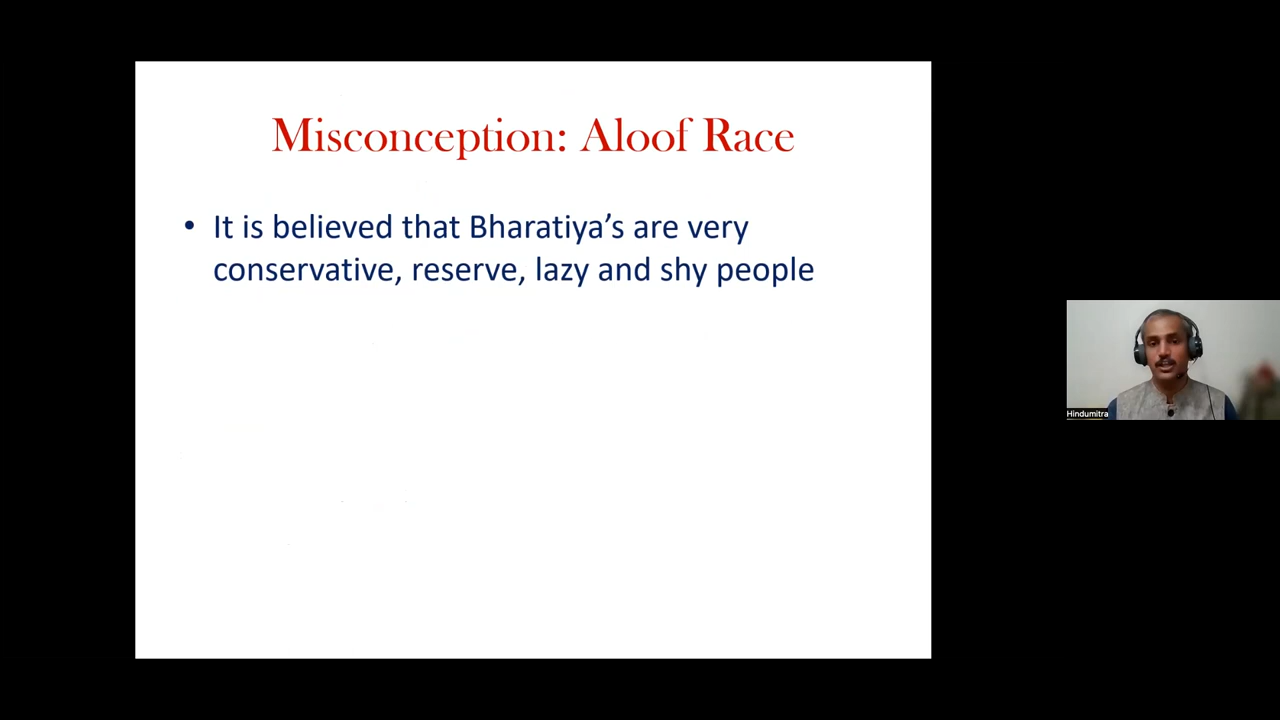 Misconception: Aloof Race
• It is believed that Bharatiya’s are very
conservative, reserve, lazy and shy people
Hindumitra